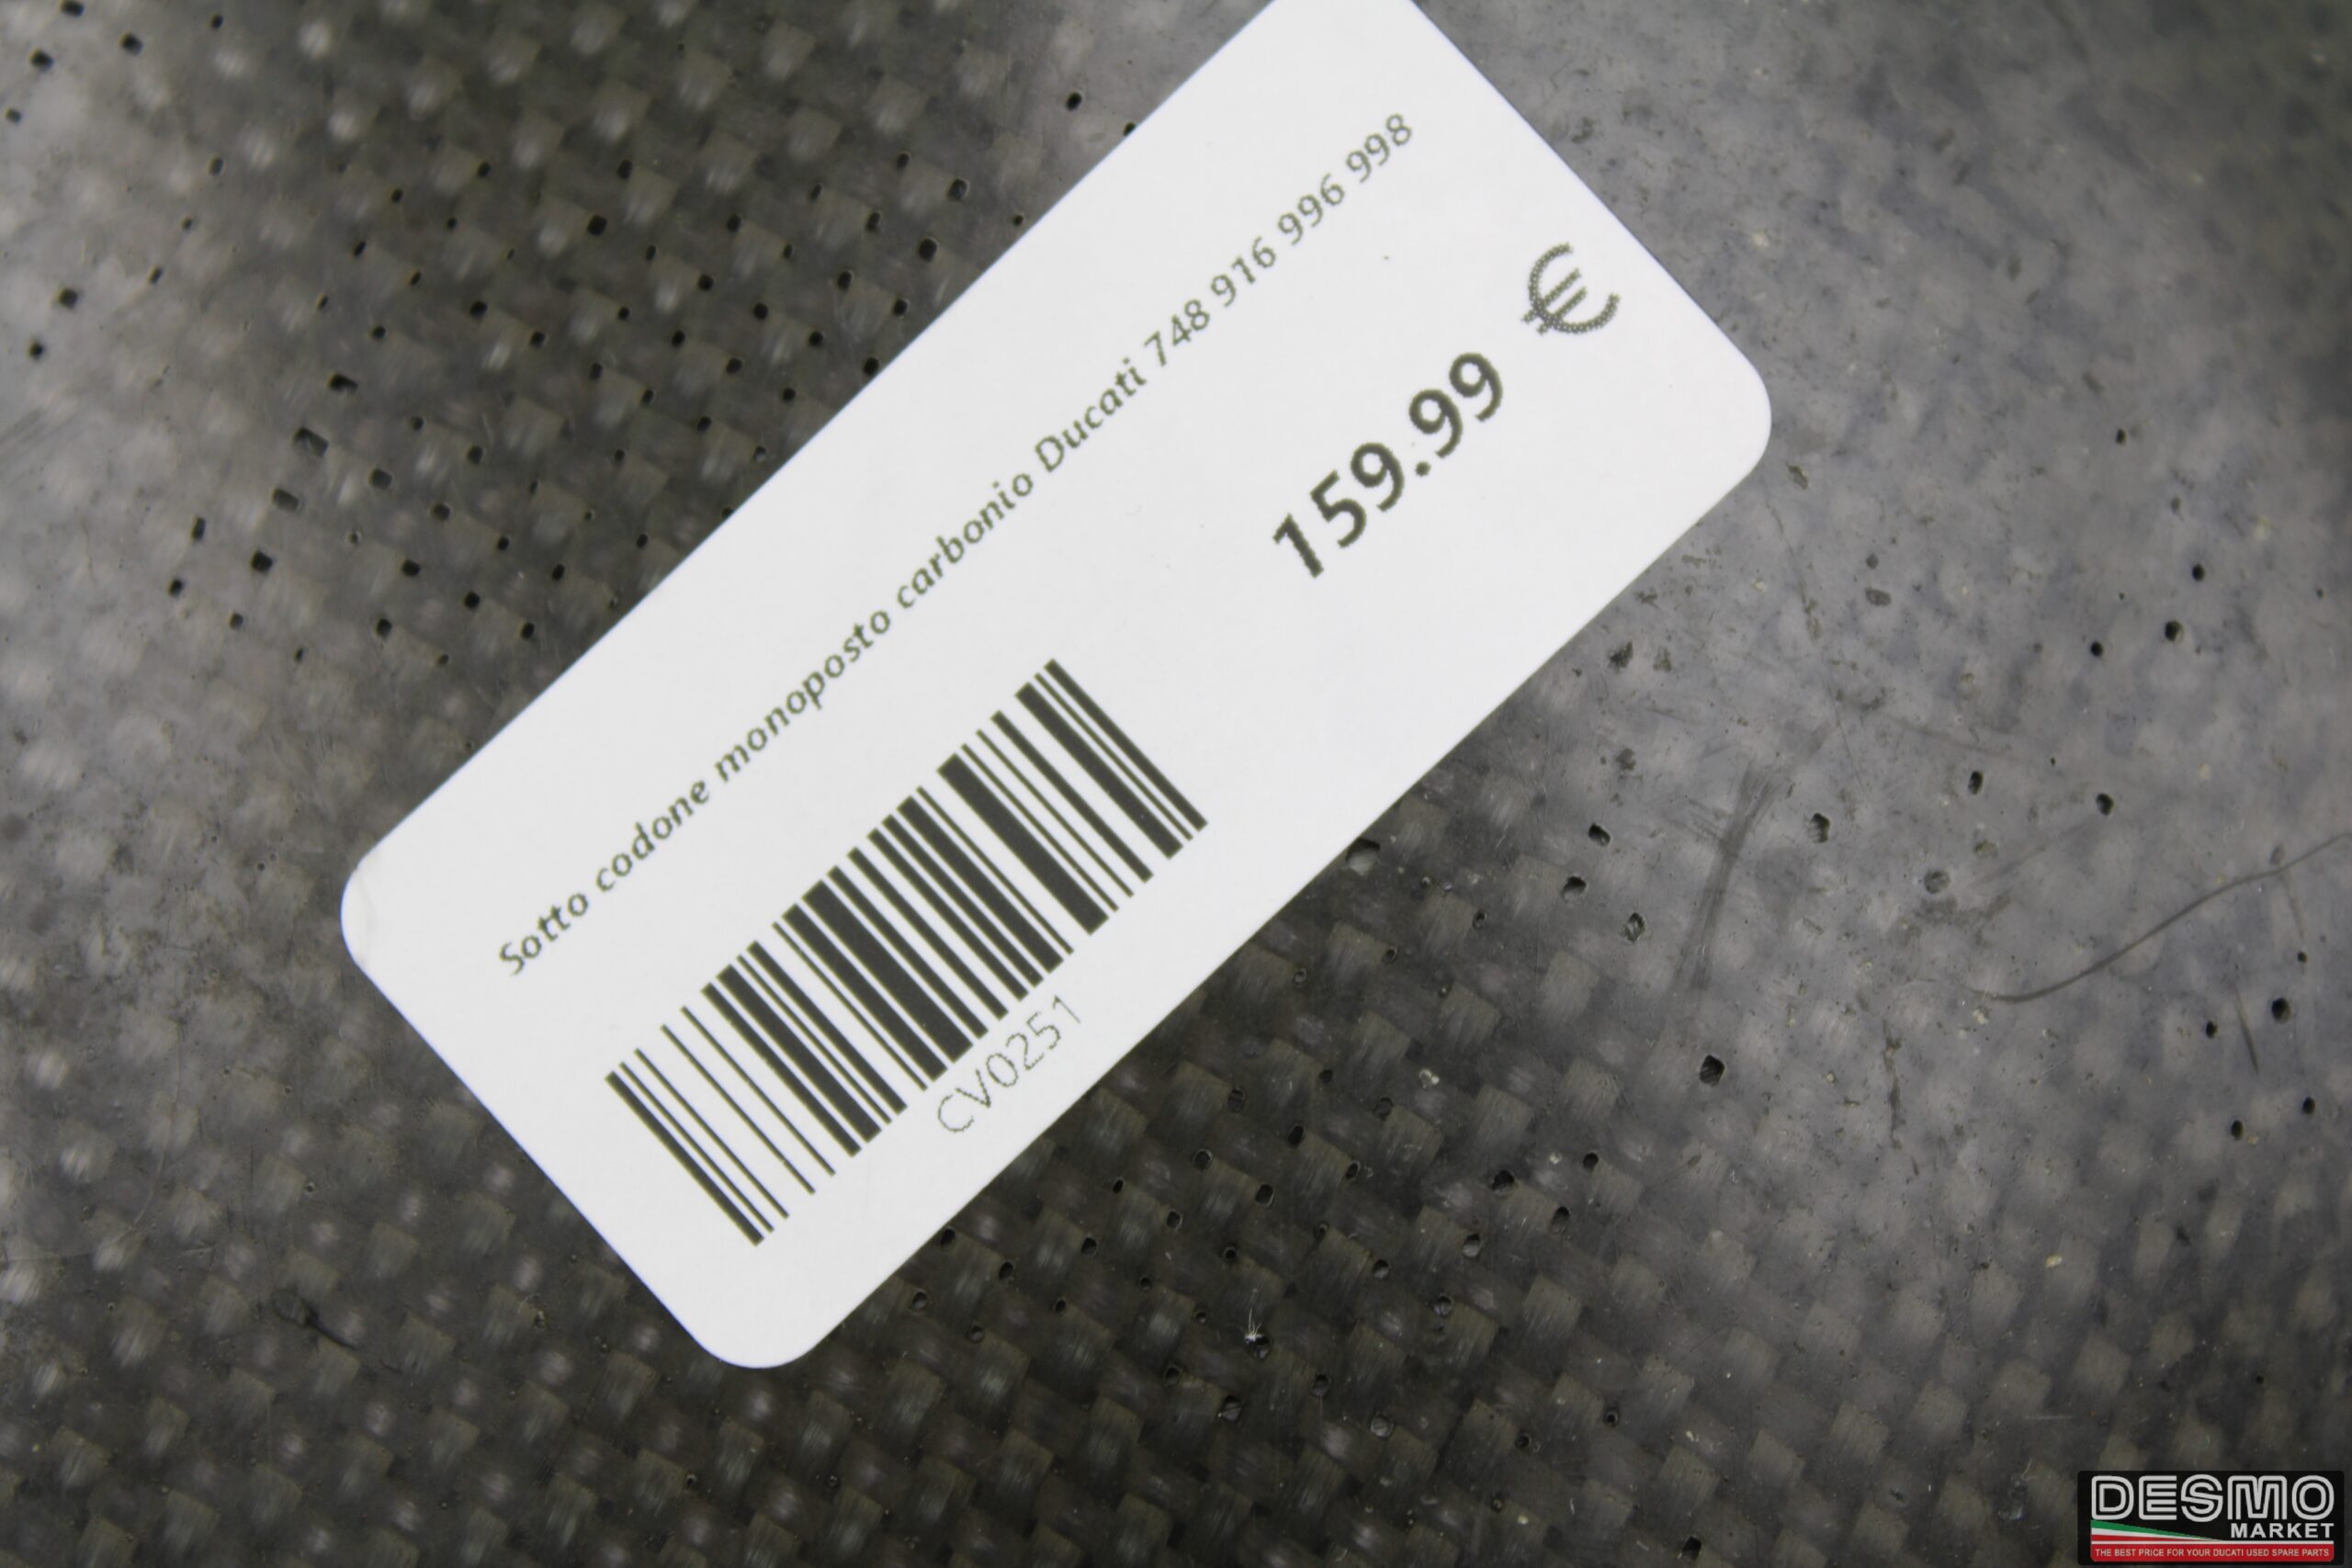 Sotto codone monoposto carbonio Ducati 748 916 996 998
159.99 €
CV0251
DESMO
MARKET
THE BEST PRICE FOR YOUR DUCATI USED SPARE PARTS